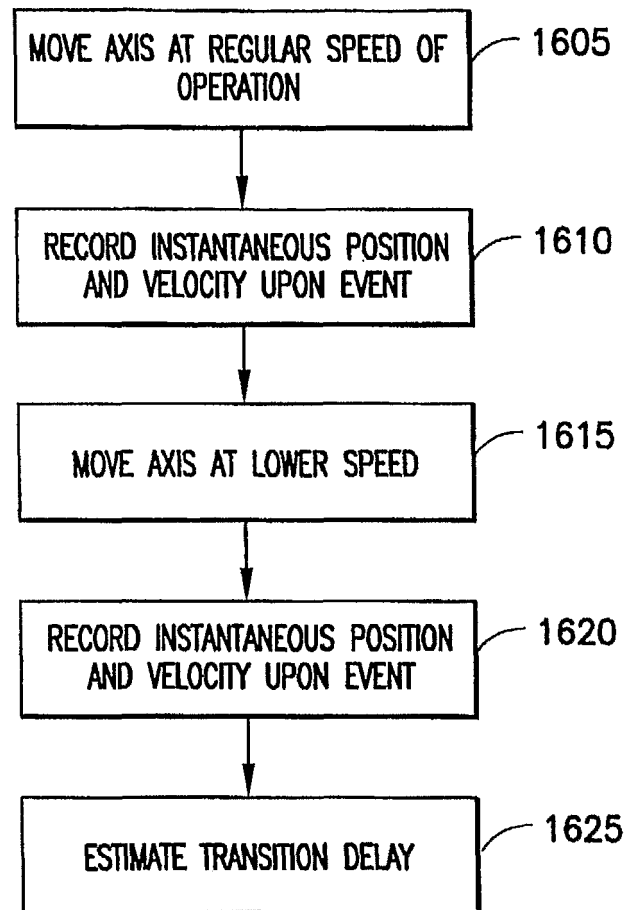 MOVE AXIS AT REGULAR SPEED OF
OPERATION
1605
RECORD INSTANTANEOUS POSITION
AND VELOCITY UPON EVENT
1610
MOVE AXIS AT LOWER SPEED
1615
RECORD INSTANTANEOUS POSITION
AND VELOCITY UPON EVENT
1620
ESTIMATE TRANSITION DELAY
1625